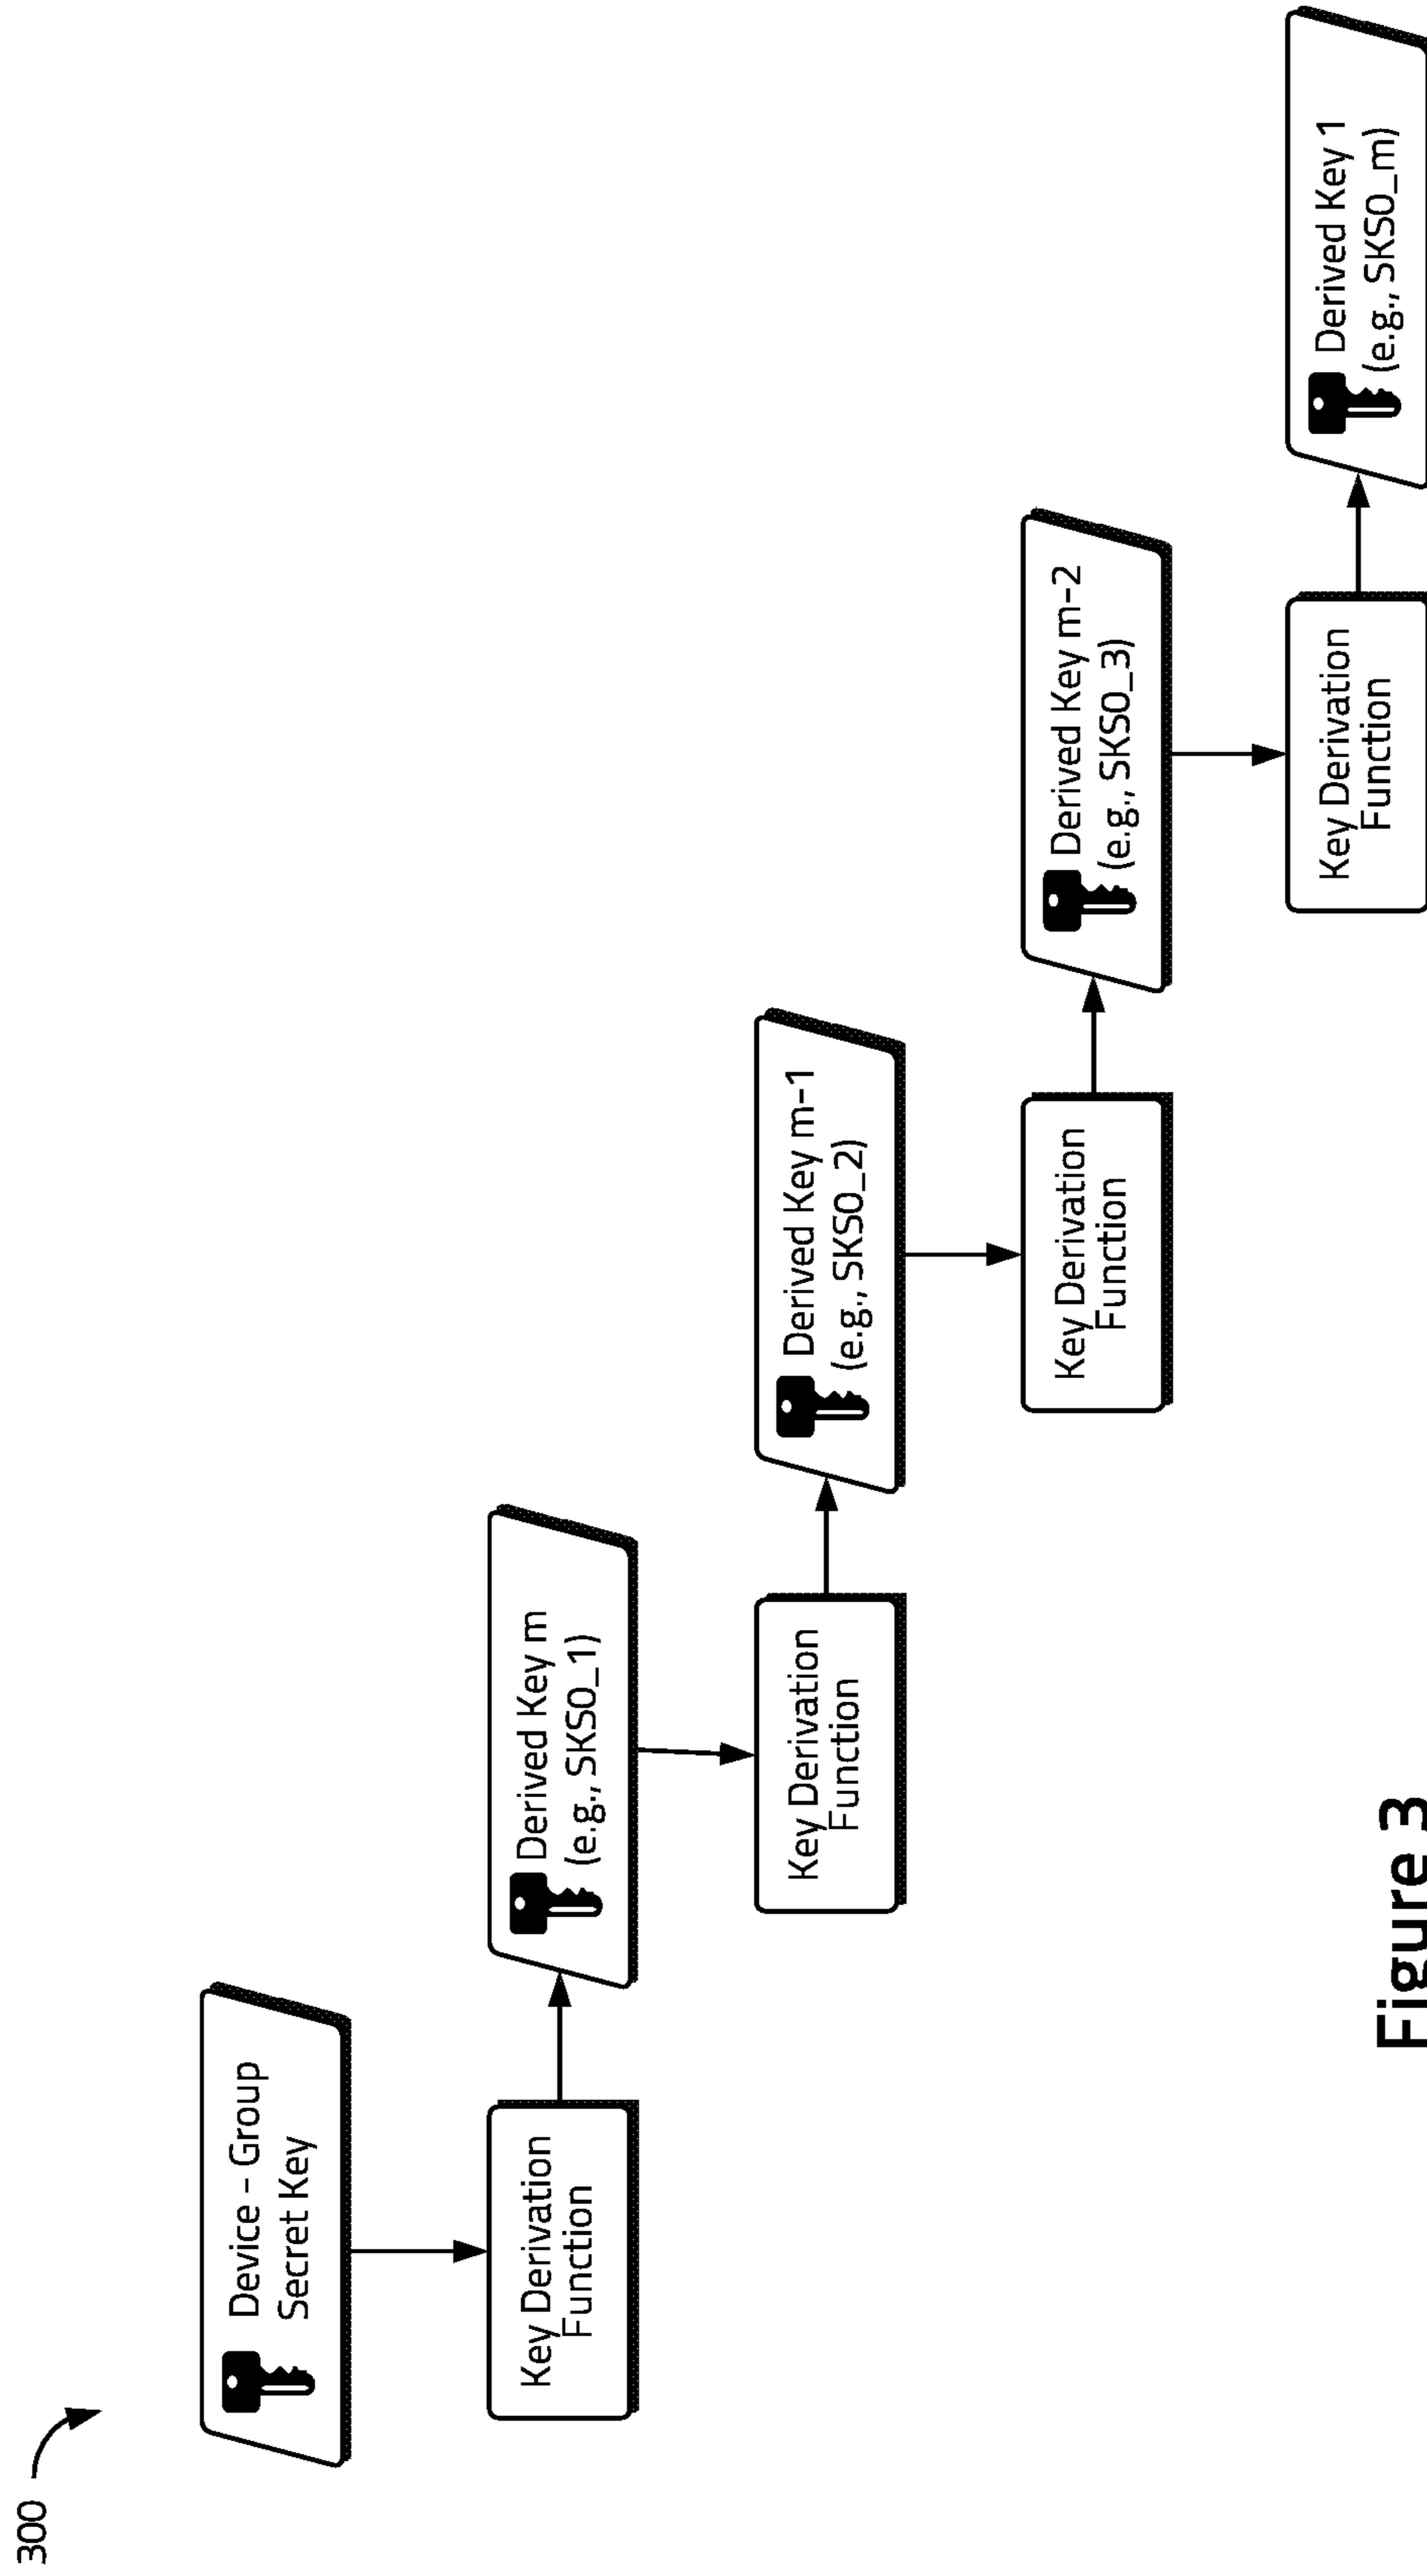 300
Device – Group
Secret Key
Key Derivation
Function
Derived Key m
(e.g., SKS0_1)
Key Derivation
Function
Derived Key m-1
(e.g., SKS0_2)
Key Derivation
Function
Derived Key m-2
(e.g., SKS0_3)
Key Derivation
Function
Derived Key 1
(e.g., SKS0_m)
Figure 3